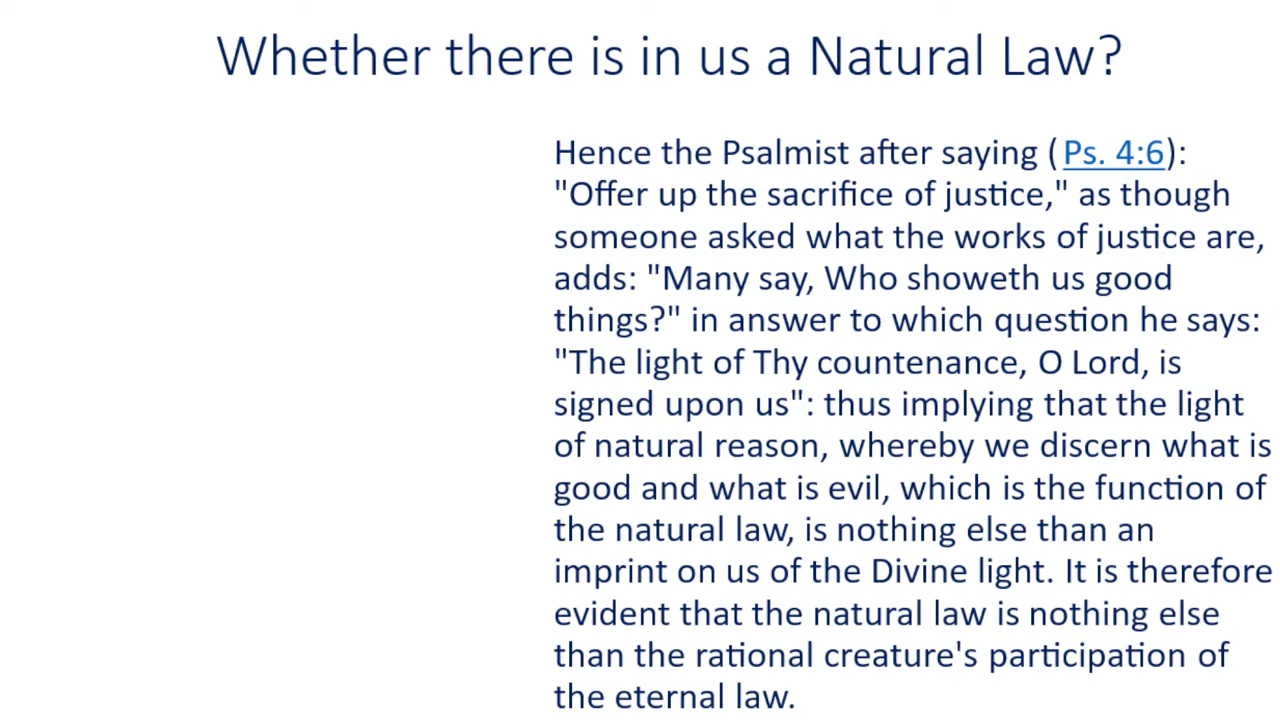 Whether there is in us a Natural Law?
Hence the Psalmist after saying (Ps. 4:6):
"Offer up the sacrifice of justice," as though
someone asked what the works of justice are,
adds: "Many say, Who showeth us good
things?" in answer to which question he says:
"The light of Thy countenance, O Lord, is
signed upon us": thus implying that the light
of natural reason, whereby we discern what is
good and what is evil, which is the function of
the natural law, is nothing else than an
imprint on us of the Divine light. It is therefore
evident that the natural law is nothing else
than the rational creature's participation of
the eternal law.